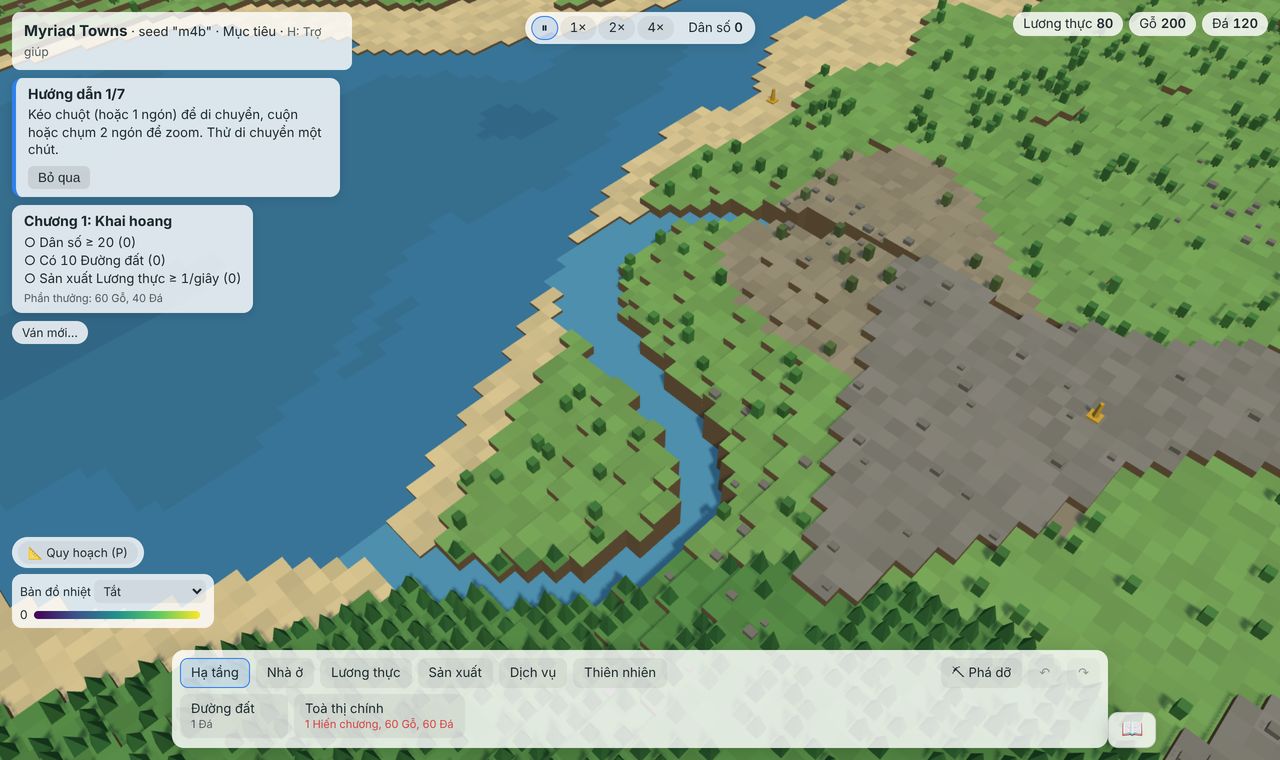 Myriad Towns · seed "m4b" · Mục tiêu · H: Trợ
giúp
1×
2×
4×
Dân số 0
Lương thực 80
Gỗ 200
Đá 120
Hướng dẫn 1/7
Kéo chuột (hoặc 1 ngón) để di chuyển, cuộn
hoặc chụm 2 ngón để zoom. Thử di chuyển một
chút.
Bỏ qua
Chương 1: Khai hoang
Dân số ≥ 20 (0)
Có 10 Đường đất (0)
Sản xuất Lương thực ≥ 1/giây (0)
Phần thưởng: 60 Gỗ, 40 Đá
Ván mới...
Quy hoạch (P)
Bản đồ nhiệt Tắt
0
Hạ tầng
Nhà ở
Lương thực
Sản xuất
Dịch vụ
Thiên nhiên
Phá dỡ
Đường đất
1 Đá
Toà thị chính
1 Hiến chương, 60 Gỗ, 60 Đá